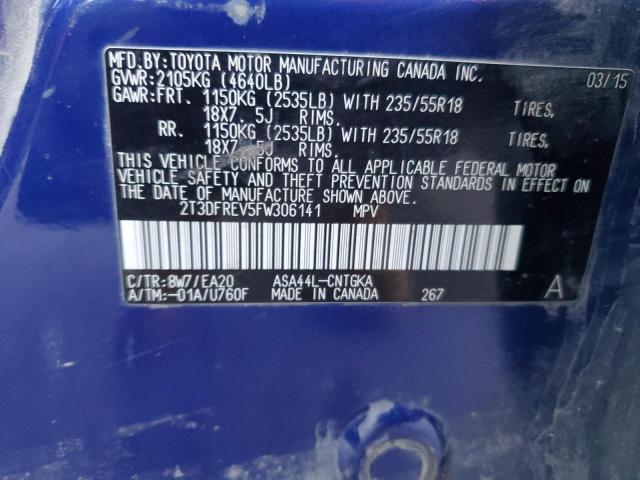 MFD.BY:TOYOTA MOTOR MANUFACTURING CANADA INC.
GVWR:2105KG (4640LB) 03/15
GAWR:FRT. 1150KG (2535LB) WITH 235/55R18 TIRES,
18X7.5J RIMS.
RR. 1150KG (2535LB) WITH 235/55R18 TIRES,
18X7.5J RIMS.
THIS VEHICLE CONFORMS TO ALL APPLICABLE FEDERAL MOTOR
VEHICLE SAFETY AND THEFT PREVENTION STANDARDS IN EFFECT ON
THE DATE OF MANUFACTURE SHOWN ABOVE.
2T3DFREV5FW306141 MPV
C/TR:8W7/EA20 ASA44L-CNTGKA
A/TM:-01A/U760F MADE IN CANADA 267 A